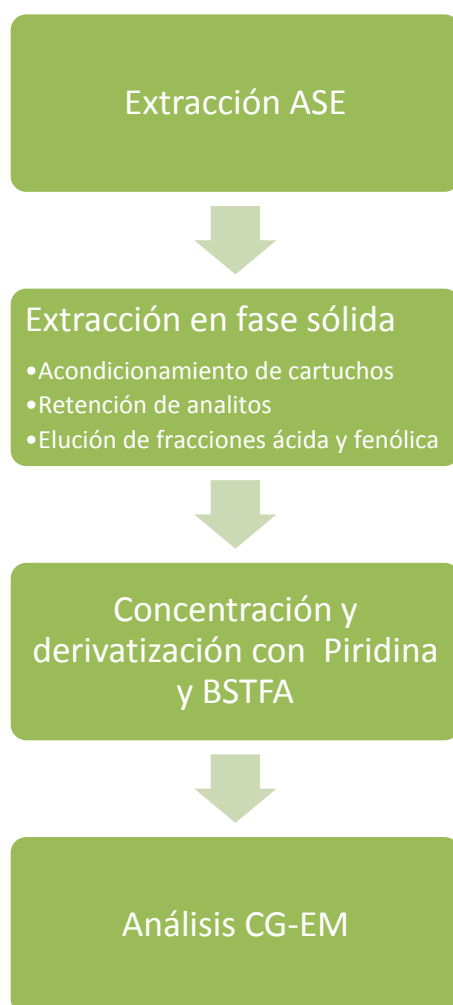 Extracción ASE
Extracción en fase sólida
•Acondicionamiento de cartuchos
•Retención de analitos
•Elución de fracciones ácida y fenólica
Concentración y
derivatización con  Piridina
y BSTFA
Análisis CG-EM